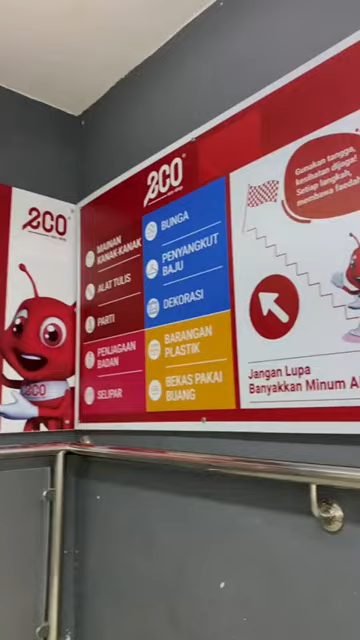 2CO
2CO
MAINAN
KANAK-KANAK
ALAT TULIS
PARTI
PENJAGAAN
BADAN
SELIPAR
BUNGA
PENYANGKUT
BAJU
DEKORASI
BARANGAN
PLASTIK
BEKAS PAKAI
BUANG
Gunakan tangga,
kesihatan dijaga!
Setiap langkah,
membawa faedah
Jangan Lupa
Banyakkan Minum
2CO